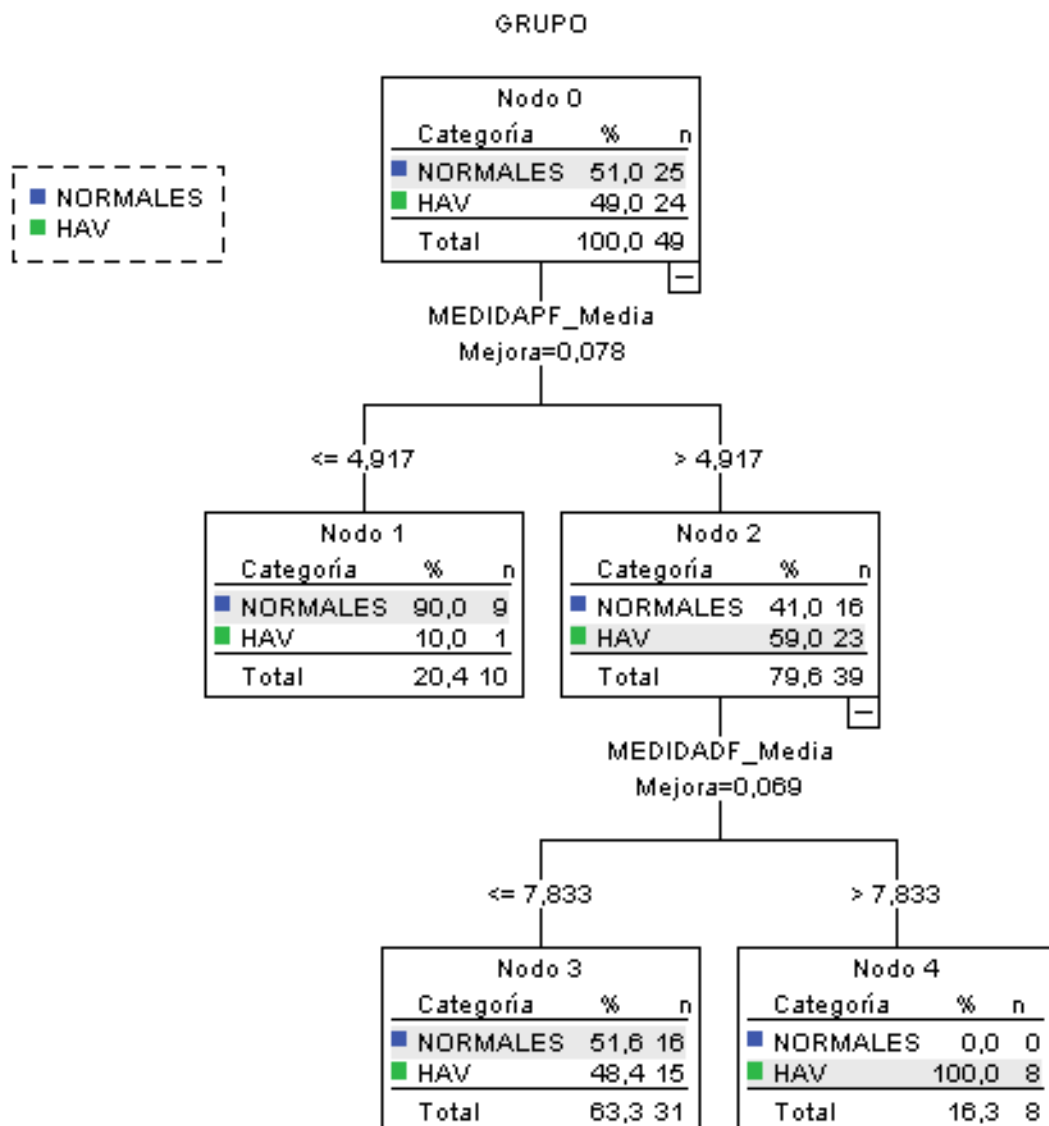 GRUPO
NORMALES
HAV
Nodo 0
Categoría % n
NORMALES 51,0 25
HAV 49,0 24
Total 100,0 49
MEDIDAPF_Media
Mejora=0,078
<= 4,917
> 4,917
Nodo 1
Categoría % n
NORMALES 90,0 9
HAV 10,0 1
Total 20,4 10
Nodo 2
Categoría % n
NORMALES 41,0 16
HAV 59,0 23
Total 79,6 39
MEDIDADF_Media
Mejora=0,069
<= 7,833
> 7,833
Nodo 3
Categoría % n
NORMALES 51,6 16
HAV 48,4 15
Total 63,3 31
Nodo 4
Categoría % n
NORMALES 0,0 0
HAV 100,0 8
Total 16,3 8